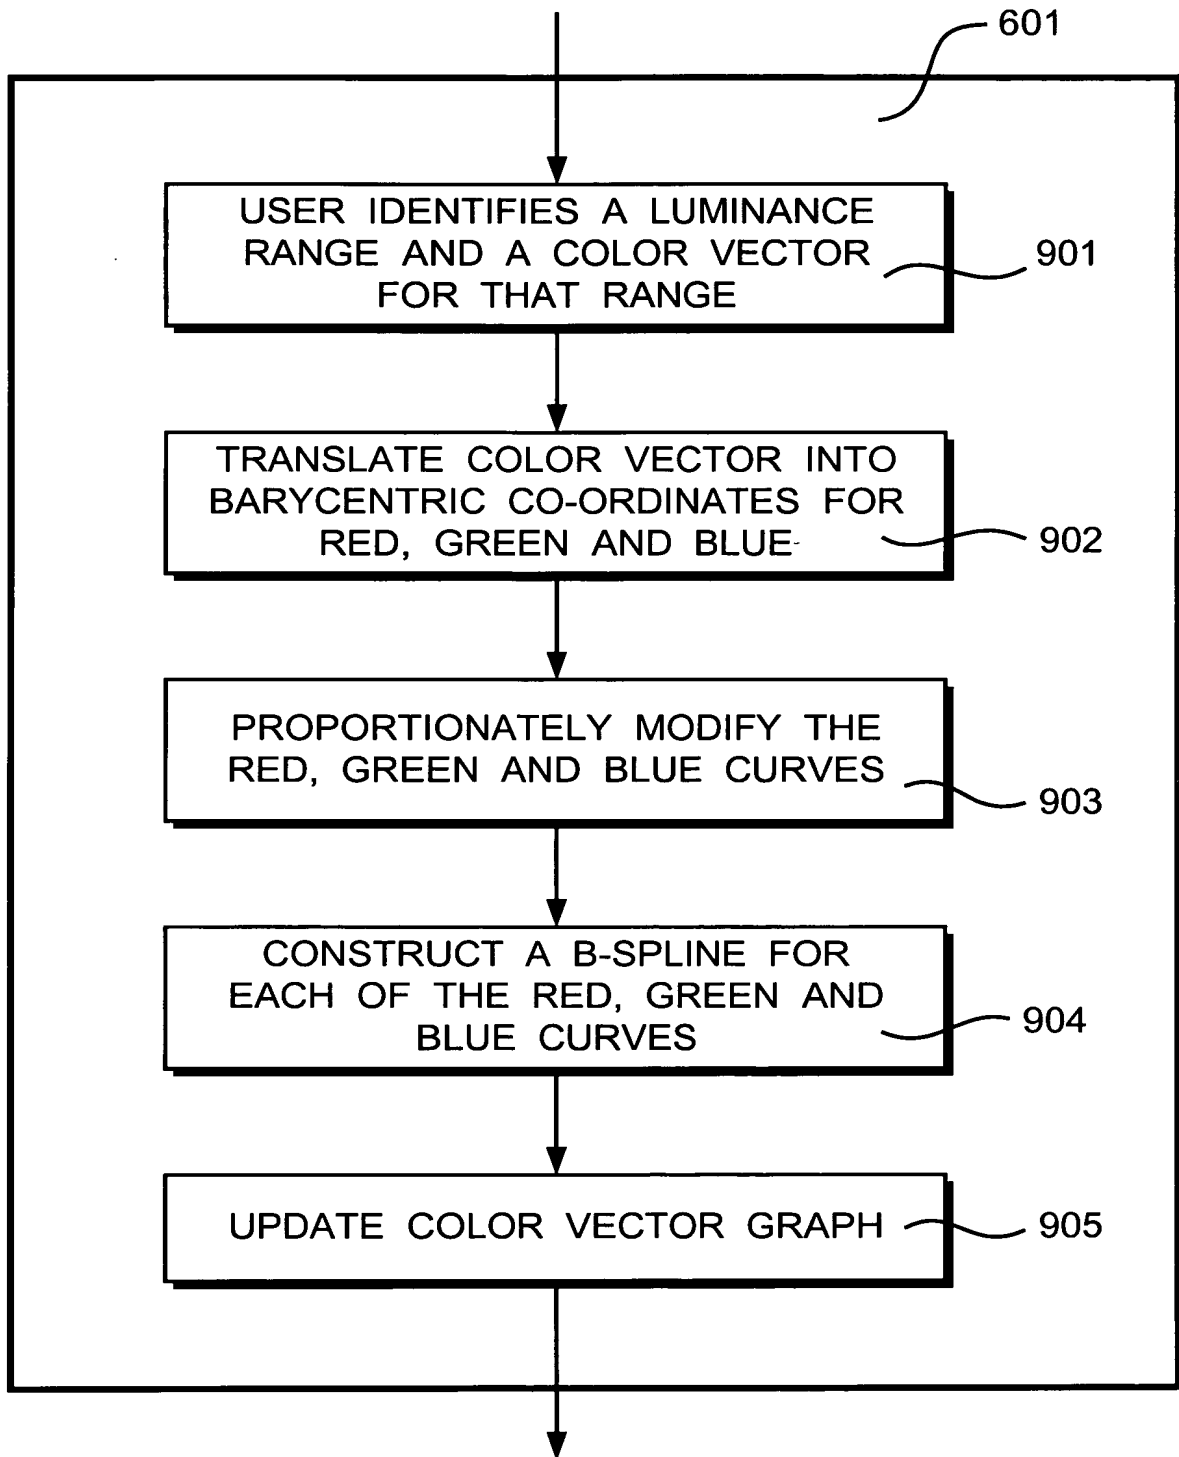 601
USER IDENTIFIES A LUMINANCE
RANGE AND A COLOR VECTOR
FOR THAT RANGE
901
TRANSLATE COLOR VECTOR INTO
BARYCENTRIC CO-ORDINATES FOR
RED, GREEN AND BLUE
902
PROPORTIONATELY MODIFY THE
RED, GREEN AND BLUE CURVES
903
CONSTRUCT A B-SPLINE FOR
EACH OF THE RED, GREEN AND
BLUE CURVES
904
UPDATE COLOR VECTOR GRAPH
905